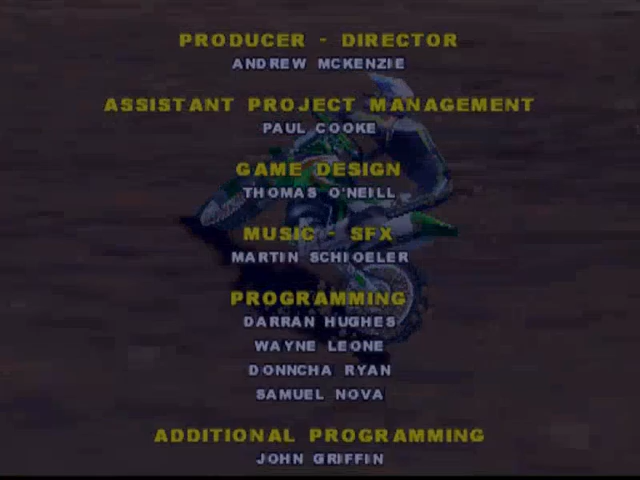 PRODUCER - DIRECTOR
ANDREW MCKENZIE
ASSISTANT PROJECT MANAGEMENT
PAUL COOKE
GAME DESIGN
THOMAS O'NEILL
MUSIC - SFX
MARTIN SCHIOELER
PROGRAMMING
DARRAN HUGHES
WAYNE LEONE
DONNCHA RYAN
SAMUEL NOVA
ADDITIONAL PROGRAMMING
JOHN GRIFFIN